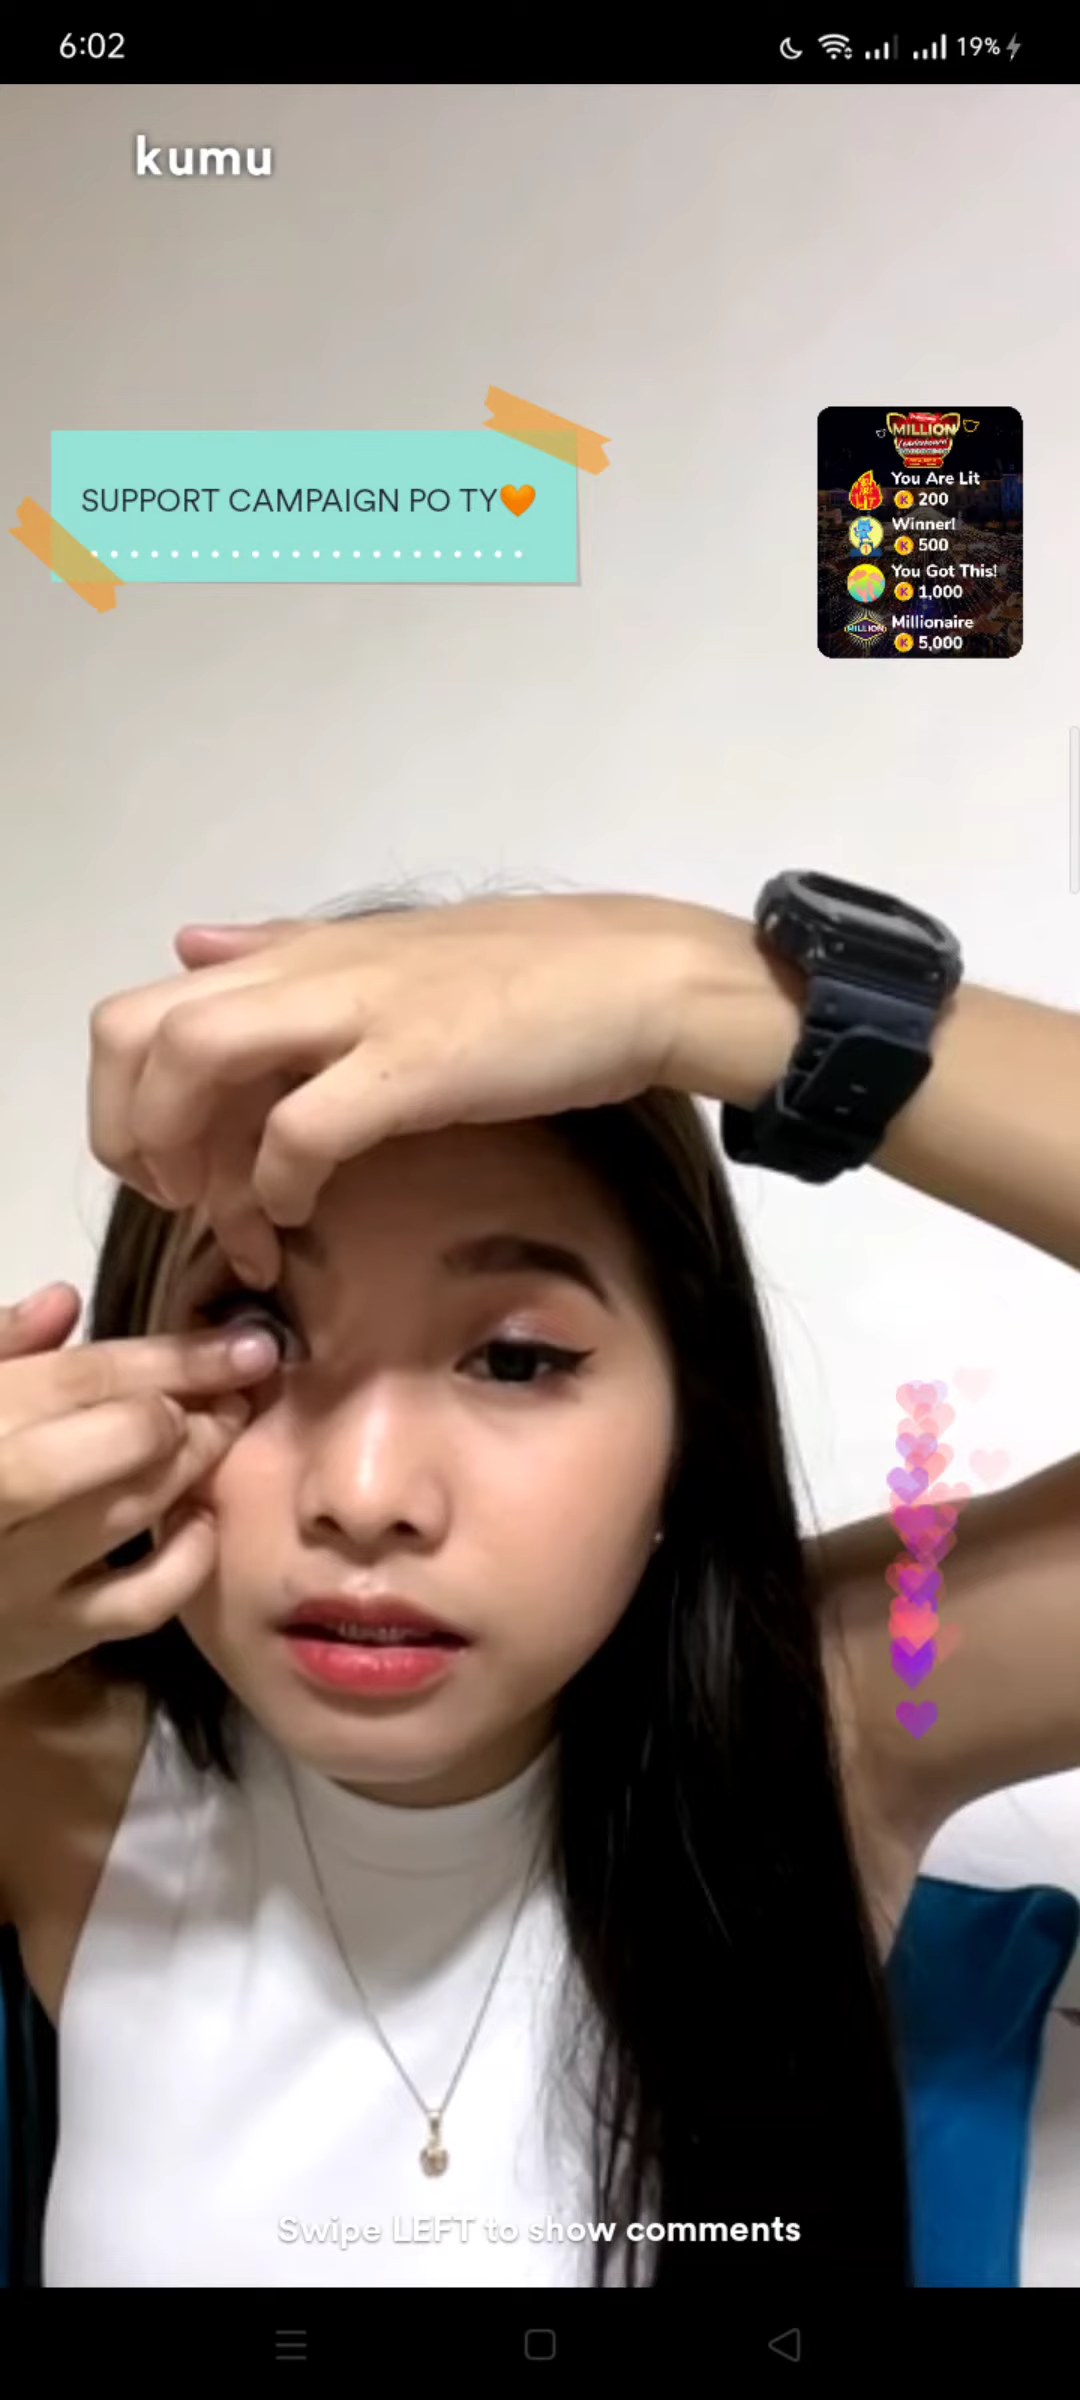 6:02
19%
kumu
SUPPORT CAMPAIGN PO TY🧡
MILLION
You Are Lit
K 200
Winner!
K 500
You Got This!
K 1,000
MILLION
Millionaire
K 5,000
Swipe LEFT to show comments